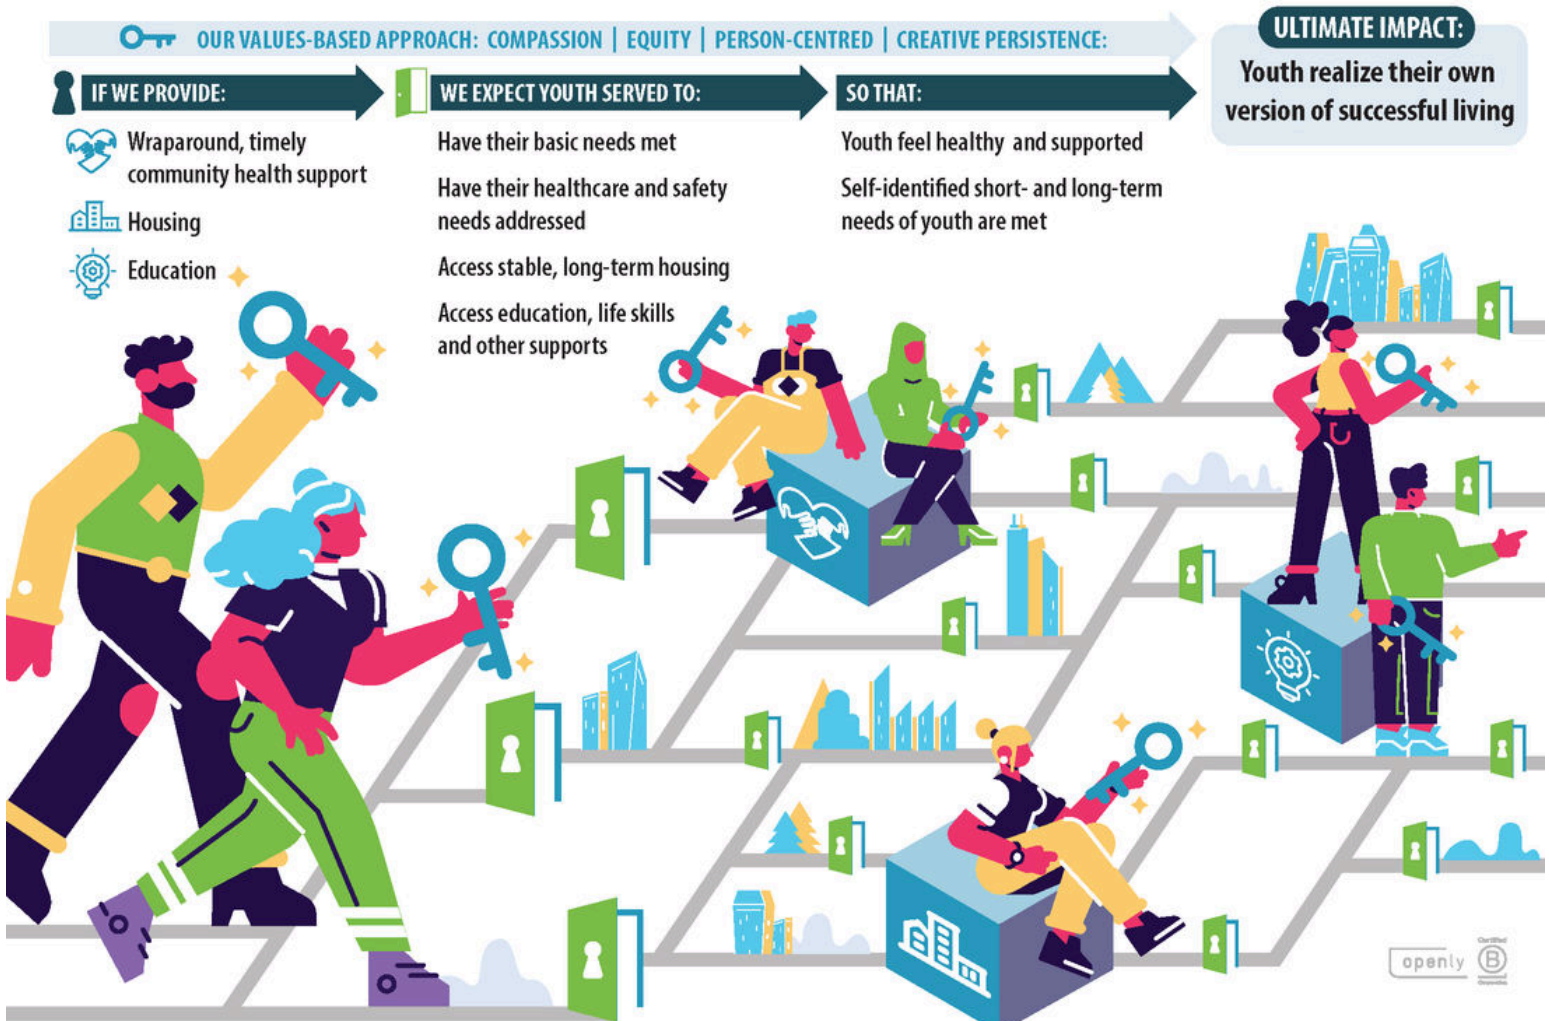 OUR VALUES-BASED APPROACH: COMPASSION | EQUITY | PERSON-CENTRED | CREATIVE PERSISTENCE:
ULTIMATE IMPACT:
Youth realize their own
version of successful living
IF WE PROVIDE:
Wraparound, timely
community health support
Housing
Education
WE EXPECT YOUTH SERVED TO:
Have their basic needs met
Have their healthcare and safety
needs addressed
Access stable, long-term housing
Access education, life skills
and other supports
SO THAT:
Youth feel healthy and supported
Self-identified short- and long-term
needs of youth are met
openly
Certified
B
Corporation